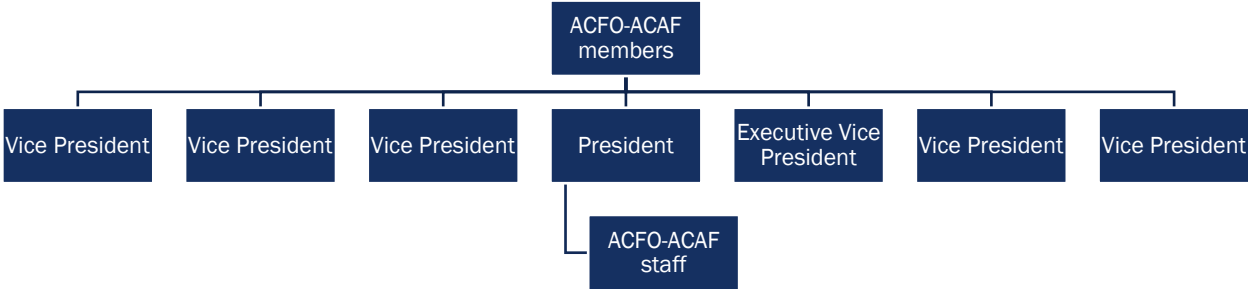 ACFO-ACAF
members
Vice President
Vice President
Vice President
President
Executive Vice
President
Vice President
Vice President
ACFO-ACAF
staff